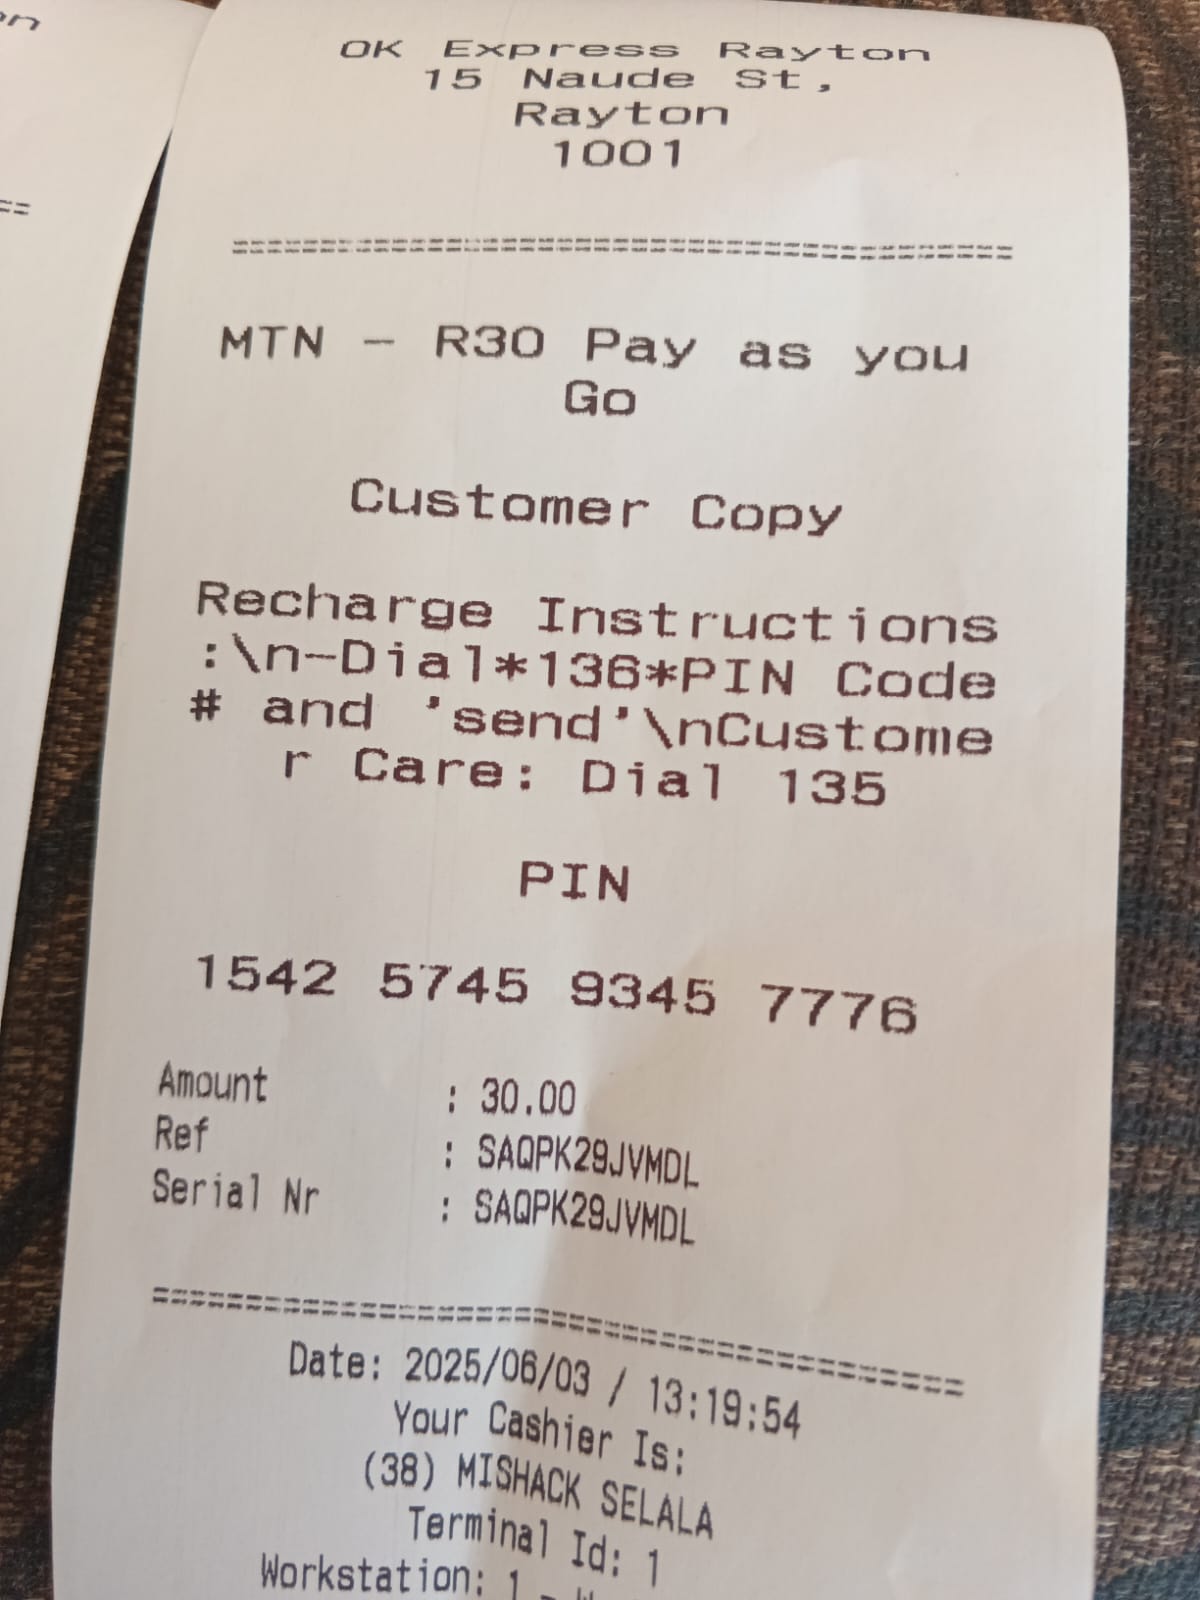 OK Express Rayton
15 Naude St,
Rayton
1001
==========================================
MTN - R30 Pay as you
Go
Customer Copy
Recharge Instructions
:\n-Dial*136*PIN Code
# and 'send'\nCustome
r Care: Dial 135
PIN
1542 5745 9345 7776
Amount : 30.00
Ref : SAQPK29JVMDL
Serial Nr : SAQPK29JVMDL
==========================================
Date: 2025/06/03 / 13:19:54
Your Cashier Is:
(38) MISHACK SELALA
Terminal Id: 1
Workstation: 1 -